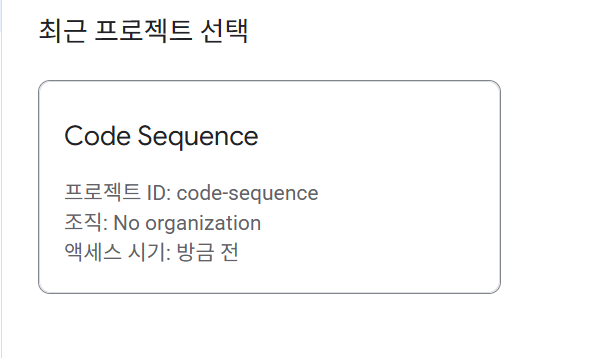 최근 프로젝트 선택
Code Sequence
프로젝트 ID: code-sequence
조직: No organization
액세스 시기: 방금 전